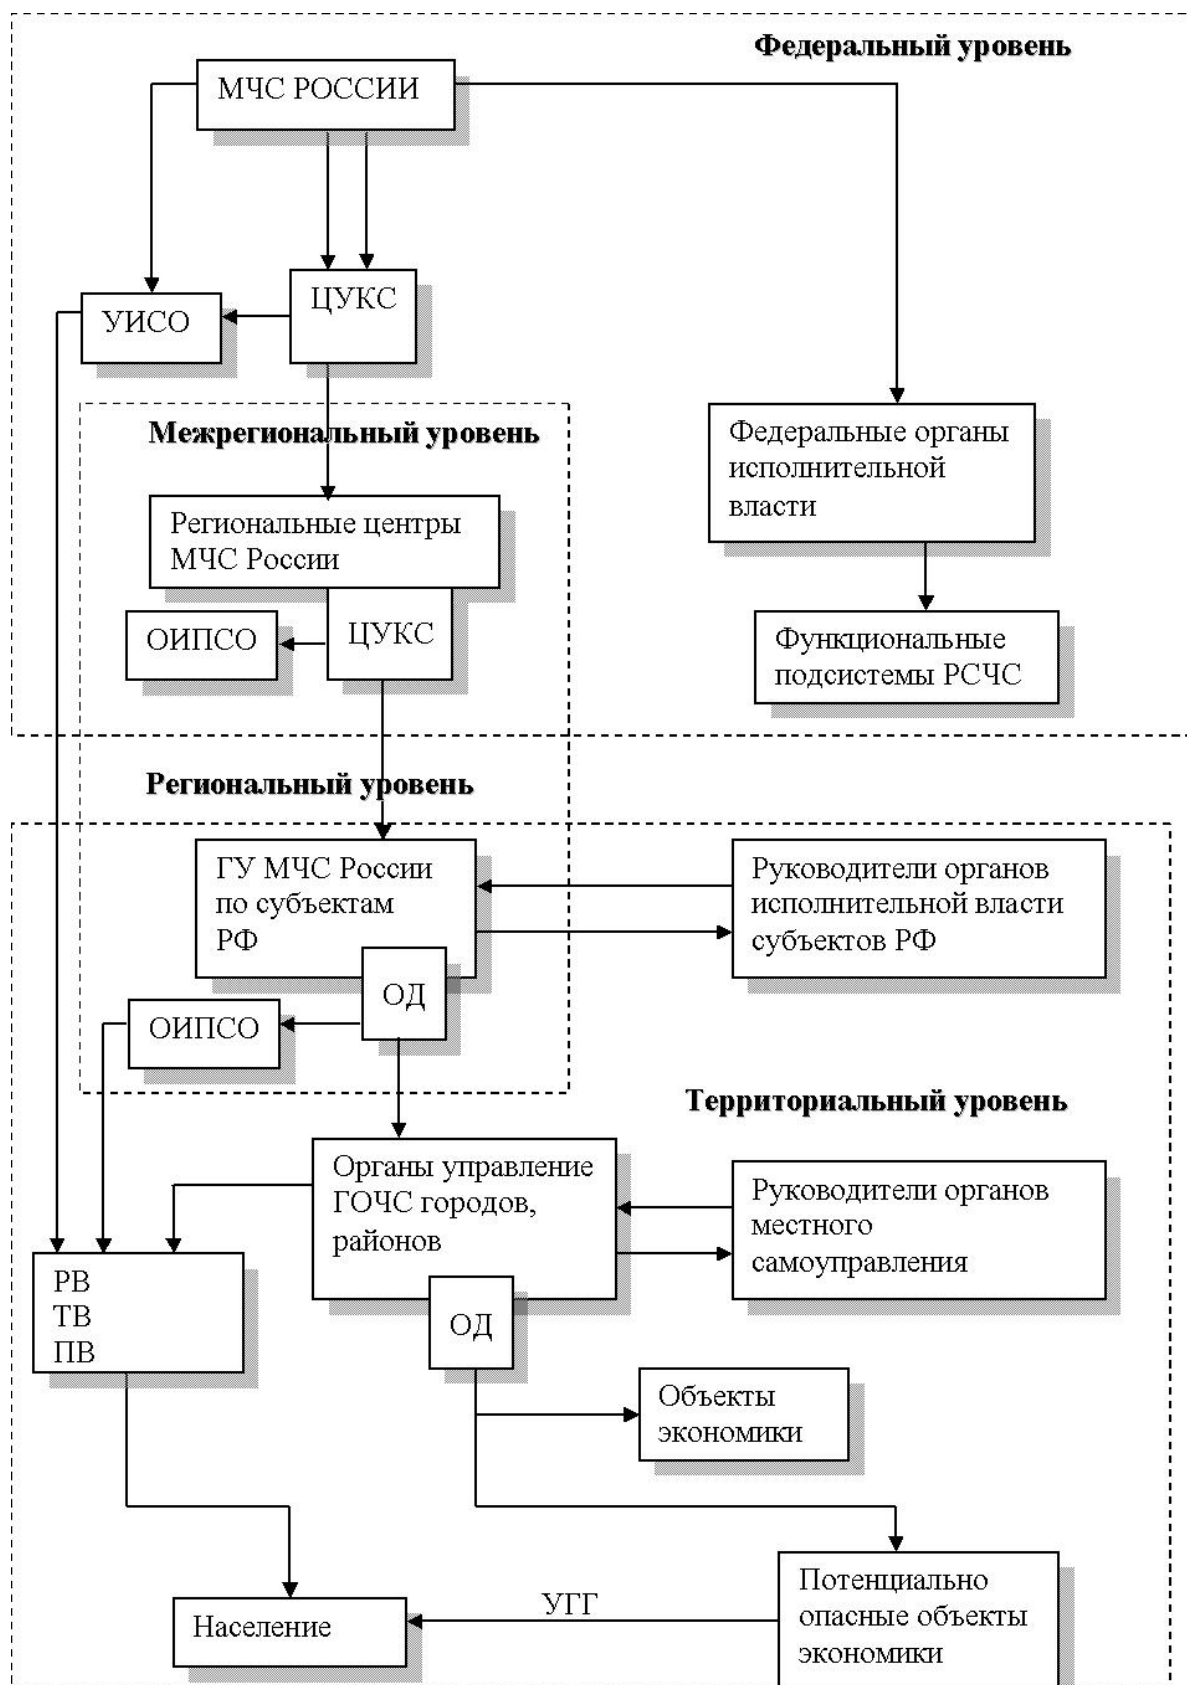 Федеральный уровень
МЧС РОССИИ
ЦУКС
УИСО
Межрегиональный уровень
Федеральные органы
исполнительной
власти
Региональные центры
МЧС России
ОИПСО
ЦУКС
Функциональные
подсистемы РСЧС
Региональный уровень
ГУ МЧС России
по субъектам
РФ
Руководители органов
исполнительной власти
субъектов РФ
ОД
ОИПСО
Территориальный уровень
Органы управление
ГОЧС городов,
районов
Руководители органов
местного
самоуправления
РВ
ТВ
ПВ
ОД
Объекты
экономики
Потенциально
опасные объекты
экономики
УГГ
Население